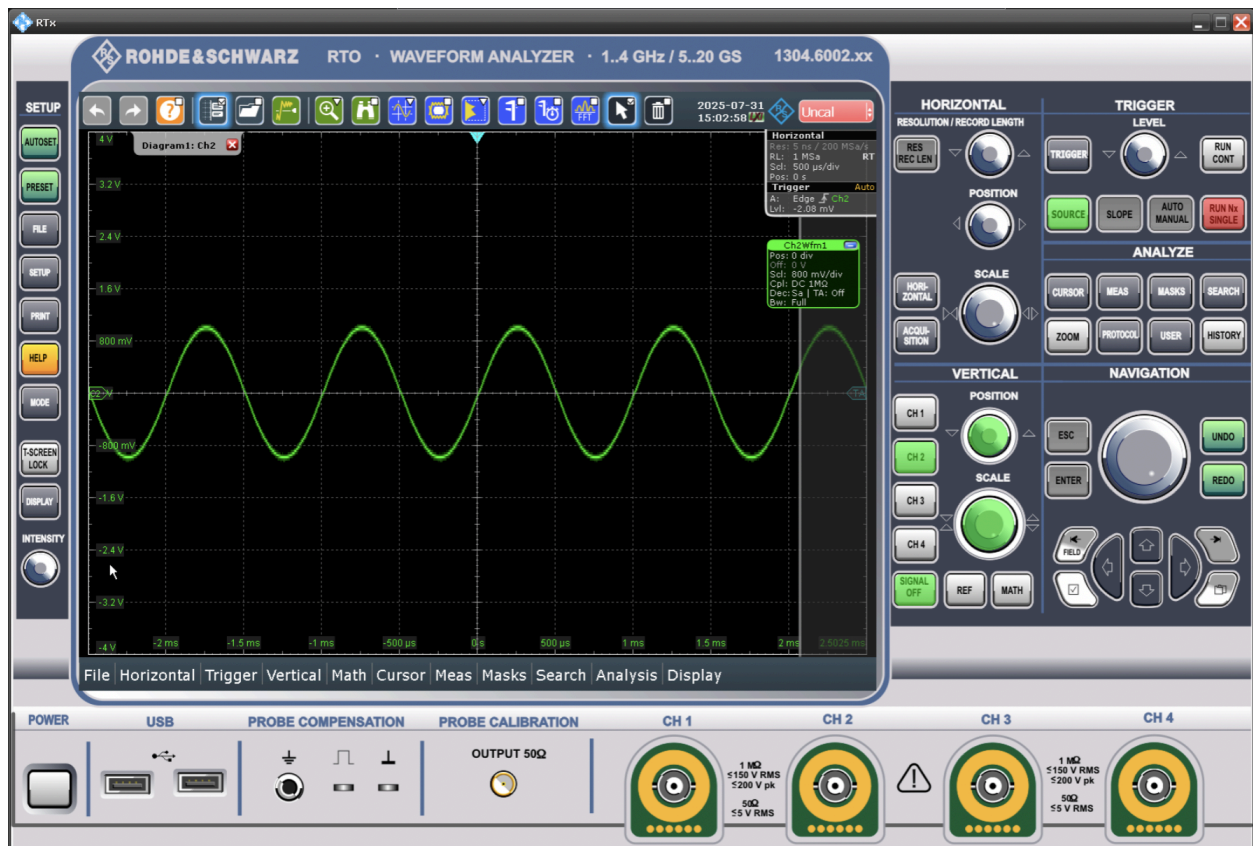 RTx
ROHDE&SCHWARZ RTO · WAVEFORM ANALYZER · 1..4 GHz / 5..20 GS 1304.6002.xx
SETUP
AUTOSET
PRESET
FILE
SETUP
PRINT
HELP
MODE
T-SCREEN
LOCK
DISPLAY
INTENSITY
2025-07-31
15:02:58
Uncal
FFT
Diagram1: Ch2
4 V
3.2 V
2.4 V
1.6 V
800 mV
-800 mV
-1.6 V
-2.4 V
-3.2 V
-4 V
-2 ms -1.5 ms -1 ms -500 µs 0 s 500 µs 1 ms 1.5 ms 2 ms 2.5025 ms
TA
Horizontal
Res: 5 ns / 200 MSa/s
RL: 1 MSa RT
Scl: 500 µs/div
Pos: 0 s
Trigger Auto
A: Edge Ch2
Lvl: -2.08 mV
Ch2Wfm1
Pos: 0 div
Off: 0 V
Scl: 800 mV/div
Cpl: DC 1MΩ
Dec: Sa | TA: Off
Bw: Full
File Horizontal Trigger Vertical Math Cursor Meas Masks Search Analysis Display
HORIZONTAL
RESOLUTION / RECORD LENGTH
RES
REC LEN
POSITION
SCALE
HORI-
ZONTAL
ACQUI-
SITION
TRIGGER
LEVEL
TRIGGER
RUN
CONT
SOURCE
SLOPE
AUTO
MANUAL
RUN Nx
SINGLE
ANALYZE
CURSOR
MEAS
MASKS
SEARCH
ZOOM
PROTOCOL
USER
HISTORY
VERTICAL
POSITION
CH 1
CH 2
SCALE
CH 3
CH 4
SIGNAL
OFF
REF
MATH
NAVIGATION
ESC
UNDO
ENTER
REDO
FIELD
POWER
USB
PROBE COMPENSATION
PROBE CALIBRATION
OUTPUT 50Ω
CH 1
1 MΩ
≤150 V RMS
≤200 V pk
50Ω
≤5 V RMS
CH 2
CH 3
1 MΩ
≤150 V RMS
≤200 V pk
50Ω
≤5 V RMS
CH 4